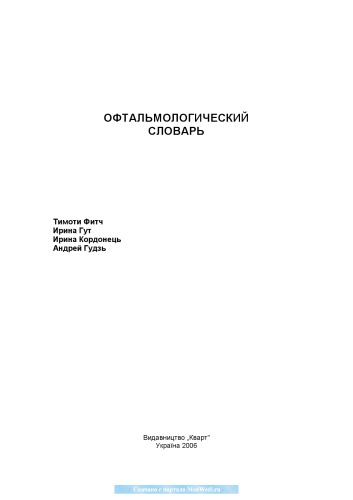 ОФТАЛЬМОЛОГИЧЕСКИЙ
СЛОВАРЬ
Тимоти Фитч
Ирина Гут
Ирина Кордонець
Андрей Гудзь
Видавництво „Кварт”
Україна 2006
Скачано с портала MedWedi.ru